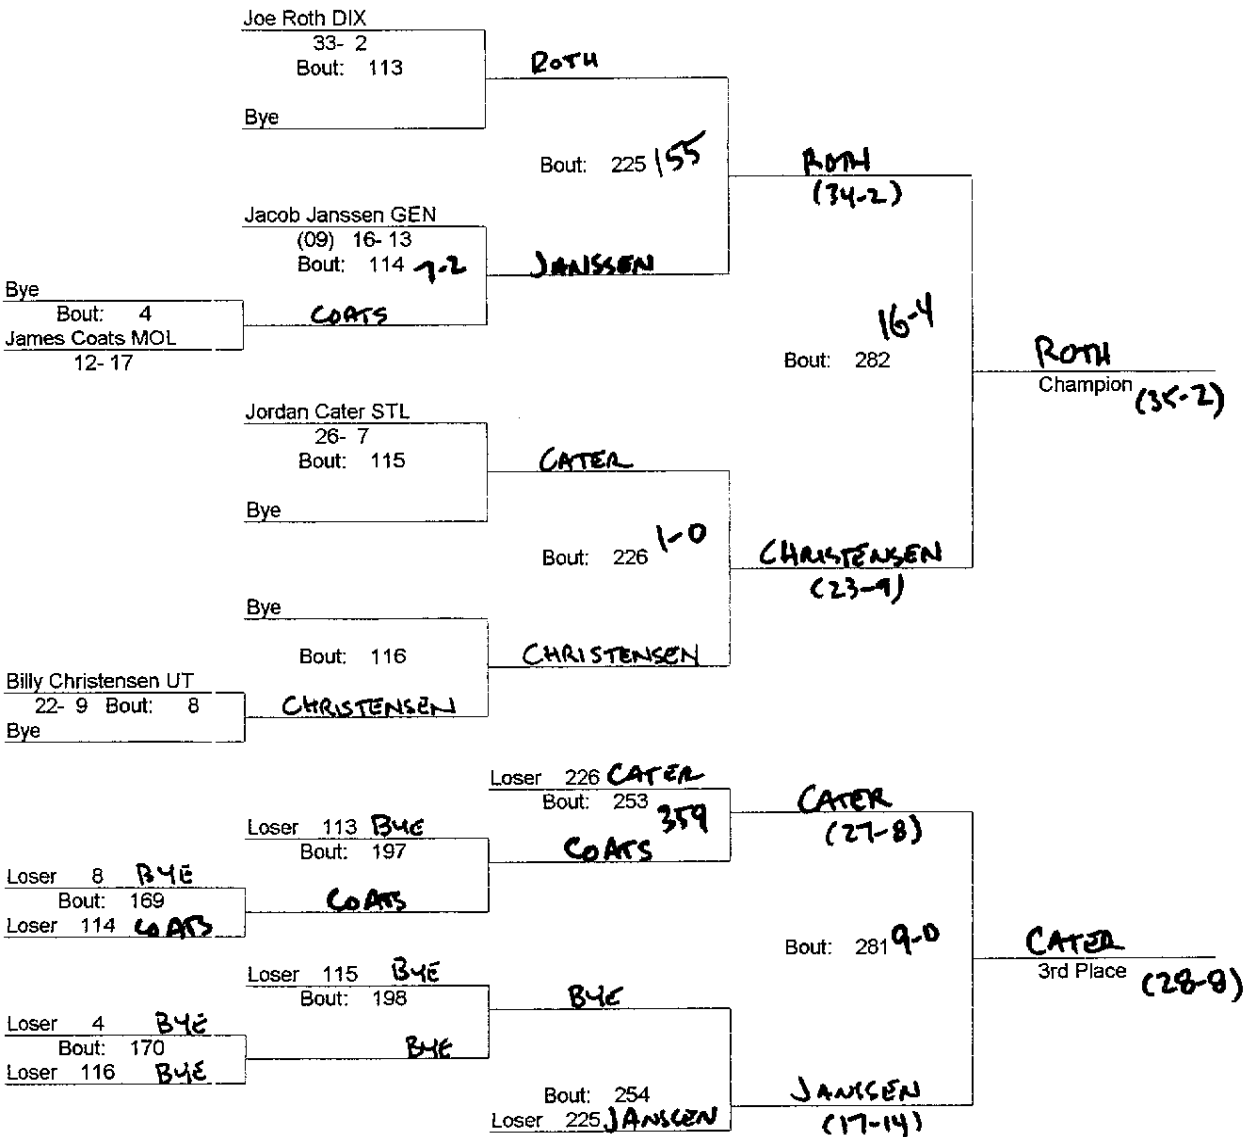 Joe Roth DIX
33- 2
Bout: 113
ROTH
Bye
Bout: 225 155
ROTH
(34-2)
Jacob Janssen GEN
(09) 16- 13
Bout: 114 7-2
JANSSEN
Bye
Bout: 4
COATS
James Coats MOL
12- 17
16-4
Bout: 282
ROTH
Champion (35-2)
Jordan Cater STL
26- 7
Bout: 115
CATER
Bye
Bout: 226 1-0
CHRISTENSEN
(23-9)
Bye
Bout: 116
CHRISTENSEN
Billy Christensen UT
22- 9 Bout: 8
CHRISTENSEN
Bye
Loser 226 CATER
Bout: 253 359
CATER
(27-8)
Loser 113 BYE
Bout: 197
COATS
Loser 8 BYE
Bout: 169
COATS
Loser 114 COATS
Bout: 281 9-0
CATER
3rd Place (28-8)
Loser 115 BYE
Bout: 198
BYE
Loser 4 BYE
Bout: 170
BYE
Loser 116 BYE
Bout: 254
JANSSEN
Loser 225 JANSSEN
(17-14)